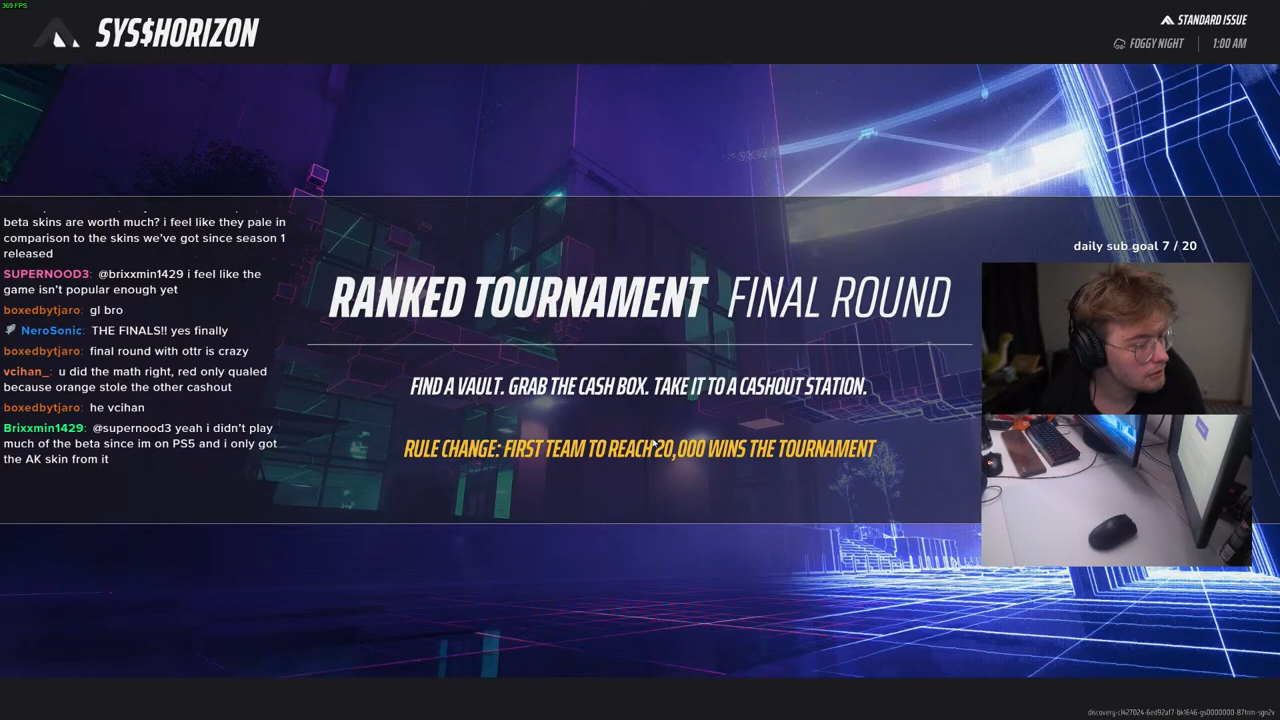 369 FPS
SYS$HORIZON
STANDARD ISSUE
FOGGY NIGHT | 1:00 AM
beta skins are worth much? i feel like they pale in
comparison to the skins we've got since season 1
released
SUPERNOOD3: @brixxmin1429 i feel like the
game isn't popular enough yet
boxedbytjaro: gl bro
NeroSonic: THE FINALS!! yes finally
boxedbytjaro: final round with ottr is crazy
vcihan_: u did the math right, red only qualed
because orange stole the other cashout
boxedbytjaro: he vcihan
Brixxmin1429: @supernood3 yeah i didn't play
much of the beta since im on PS5 and i only got
the AK skin from it
RANKED TOURNAMENT FINAL ROUND
FIND A VAULT. GRAB THE CASH BOX. TAKE IT TO A CASHOUT STATION.
RULE CHANGE: FIRST TEAM TO REACH 20,000 WINS THE TOURNAMENT
daily sub goal 7 / 20